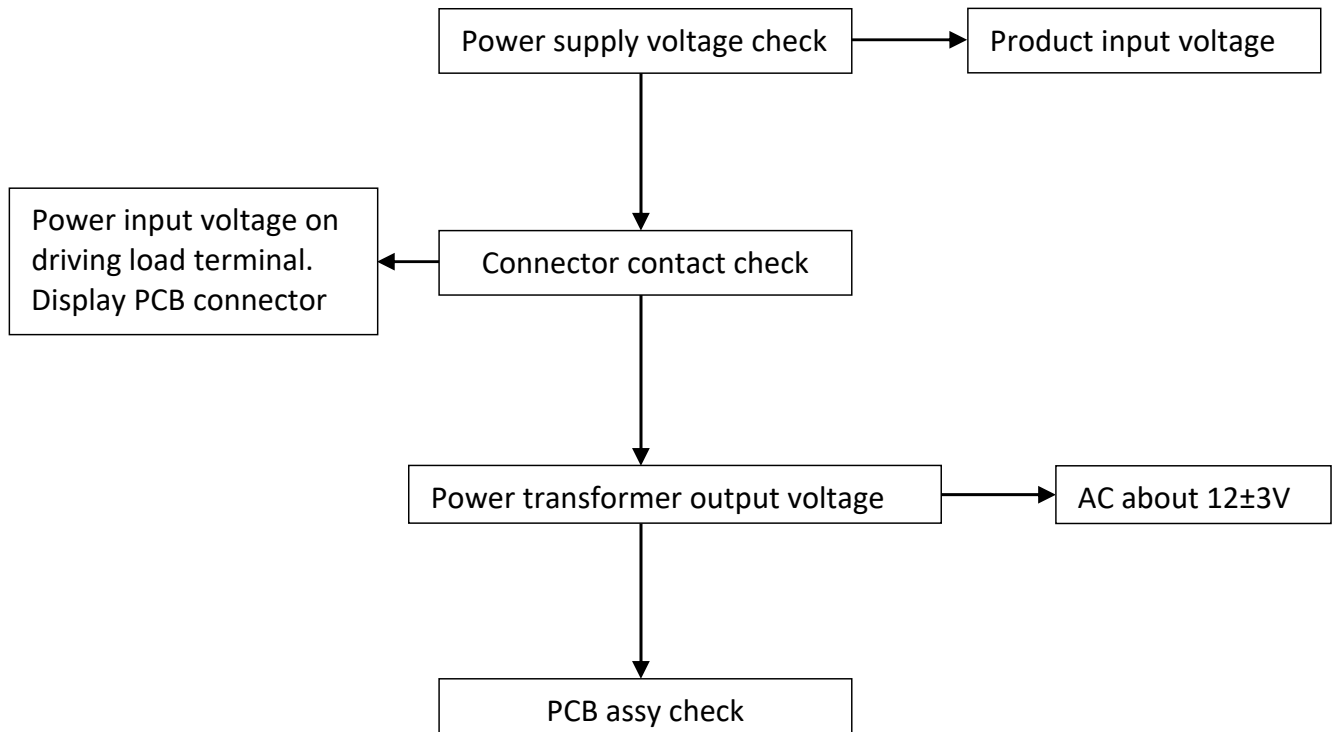 Power supply voltage check
Product input voltage
Power input voltage on
driving load terminal.
Display PCB connector
Connector contact check
Power transformer output voltage
AC about 12±3V
PCB assy check